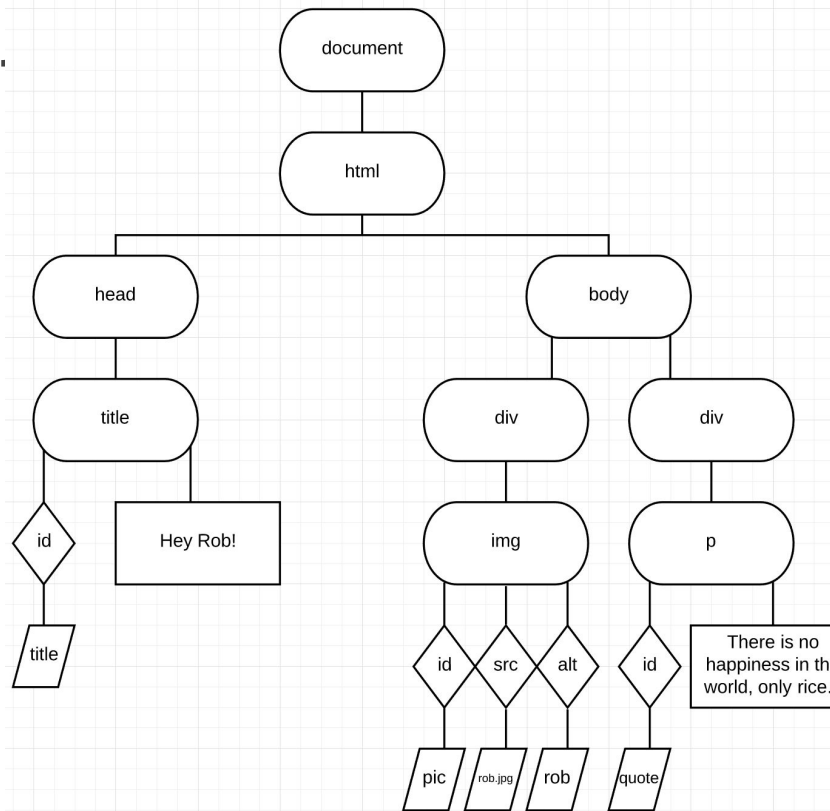 document
html
head
body
title
div
div
id
Hey Rob!
img
p
title
id
src
alt
id
There is no
happiness in
world, only rice.
pic
rob.jpg
rob
quote